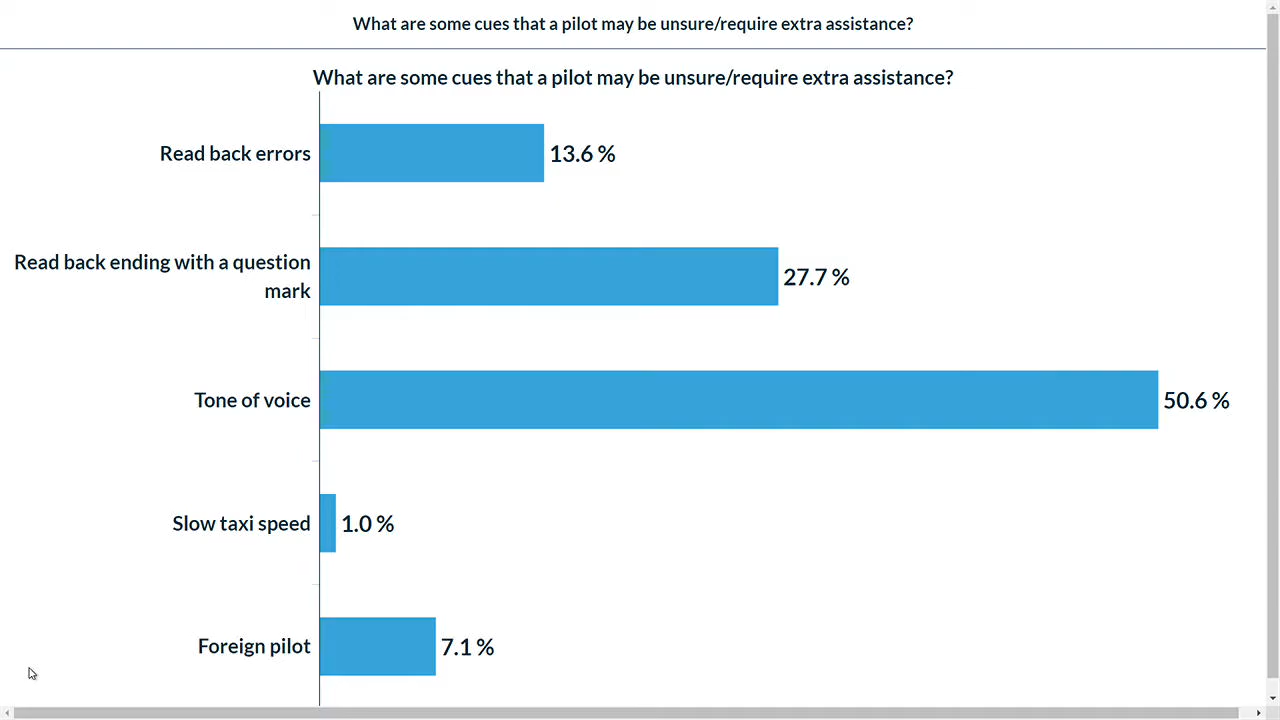 What are some cues that a pilot may be unsure/require extra assistance?
What are some cues that a pilot may be unsure/require extra assistance?
Read back errors
13.6 %
Read back ending with a question
mark
27.7 %
Tone of voice
50.6 %
Slow taxi speed
1.0 %
Foreign pilot
7.1 %